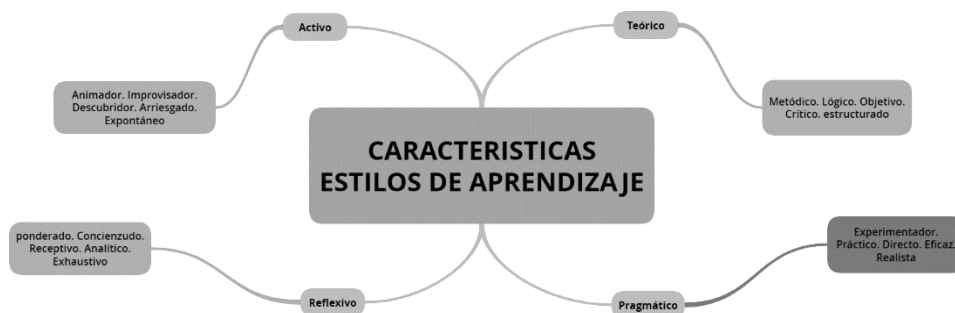 Activo
Teórico
Animador. Improvisador.
Descubridor. Arriesgado.
Expontáneo
Metódico. Lógico. Objetivo.
Crítico. estructurado
CARACTERISTICAS
ESTILOS DE APRENDIZAJE
ponderado. Concienzudo.
Receptivo. Analítico.
Exhaustivo
Experimentador.
Práctico. Directo. Eficaz.
Realista
Reflexivo
Pragmático